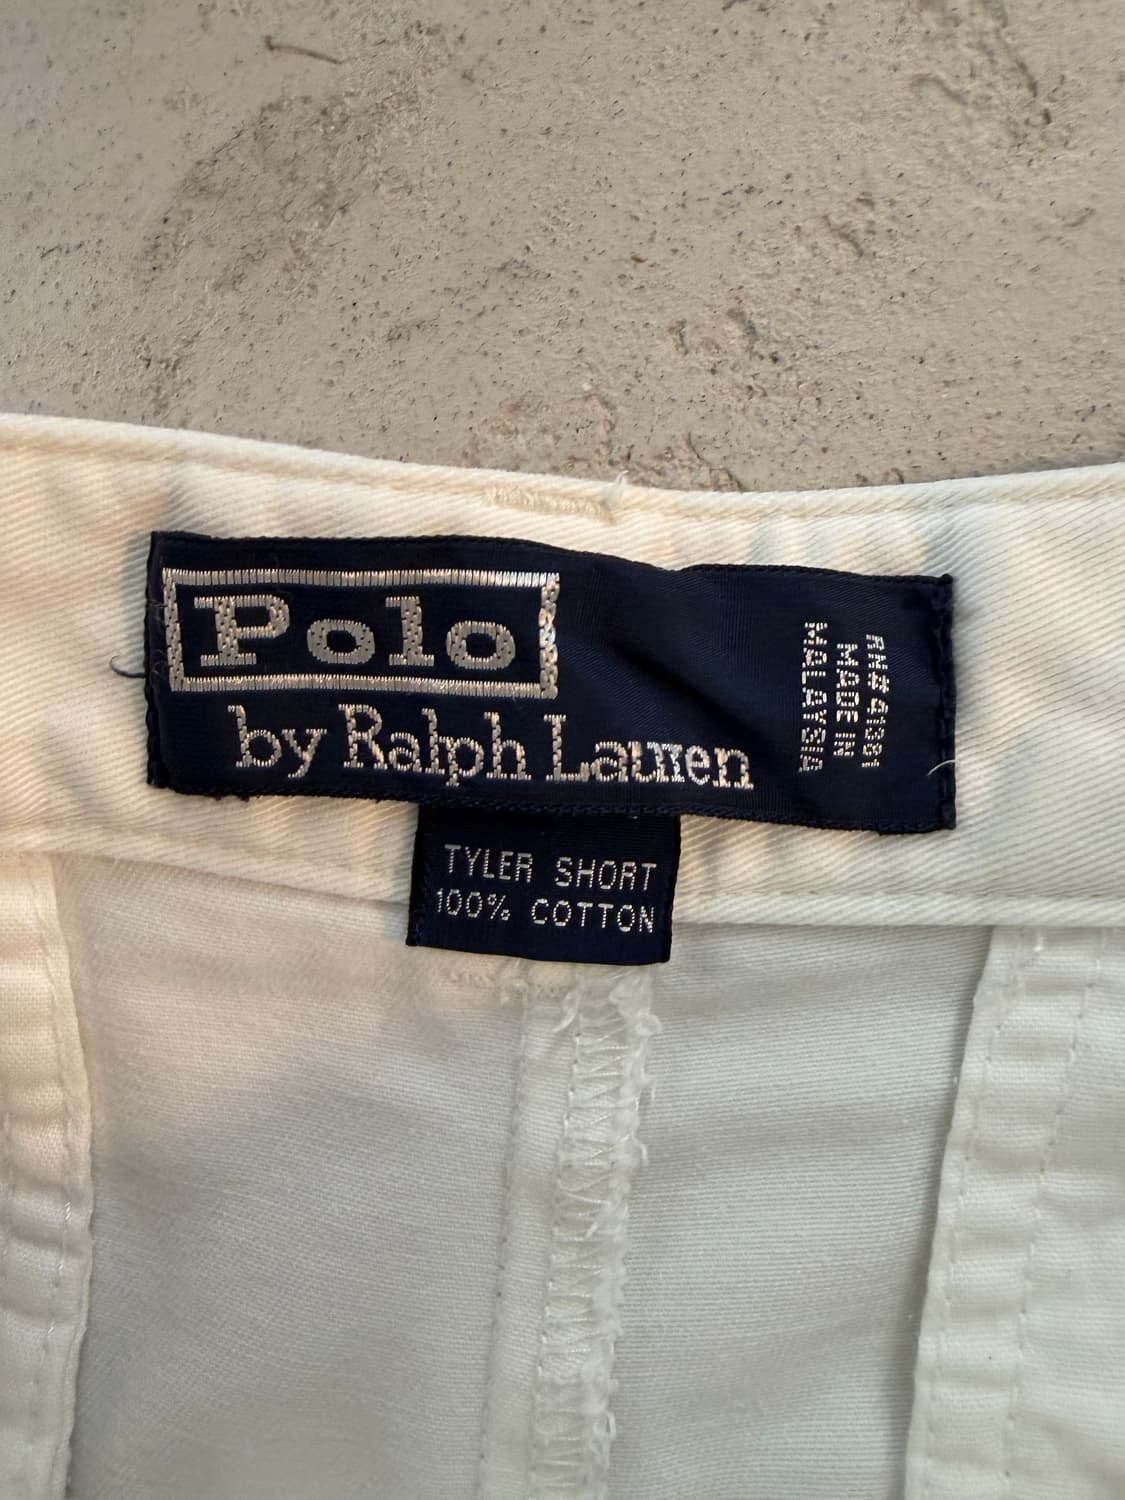 Polo
by Ralph Lauren
RN#41381
MADE IN
MALAYSIA
TYLER SHORT
100% COTTON